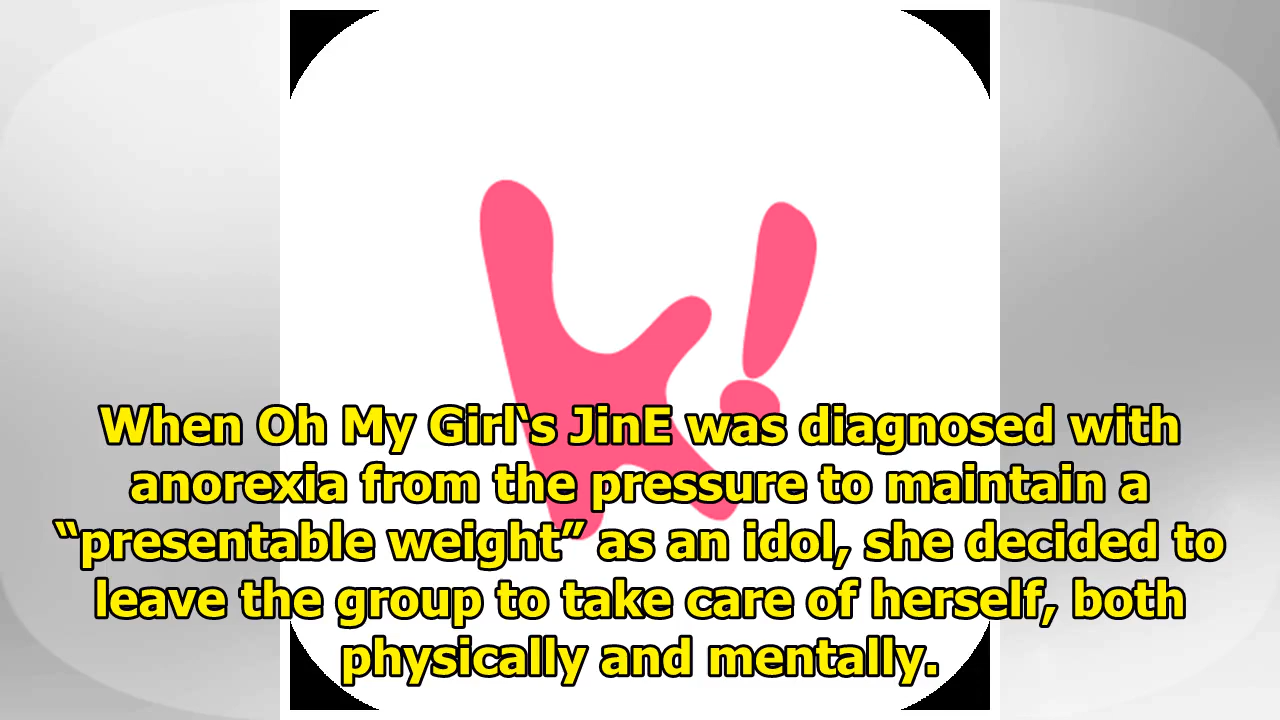 k!
When Oh My Girl‘s JinE was diagnosed with
anorexia from the pressure to maintain a
“presentable weight” as an idol, she decided to
leave the group to take care of herself, both
physically and mentally.